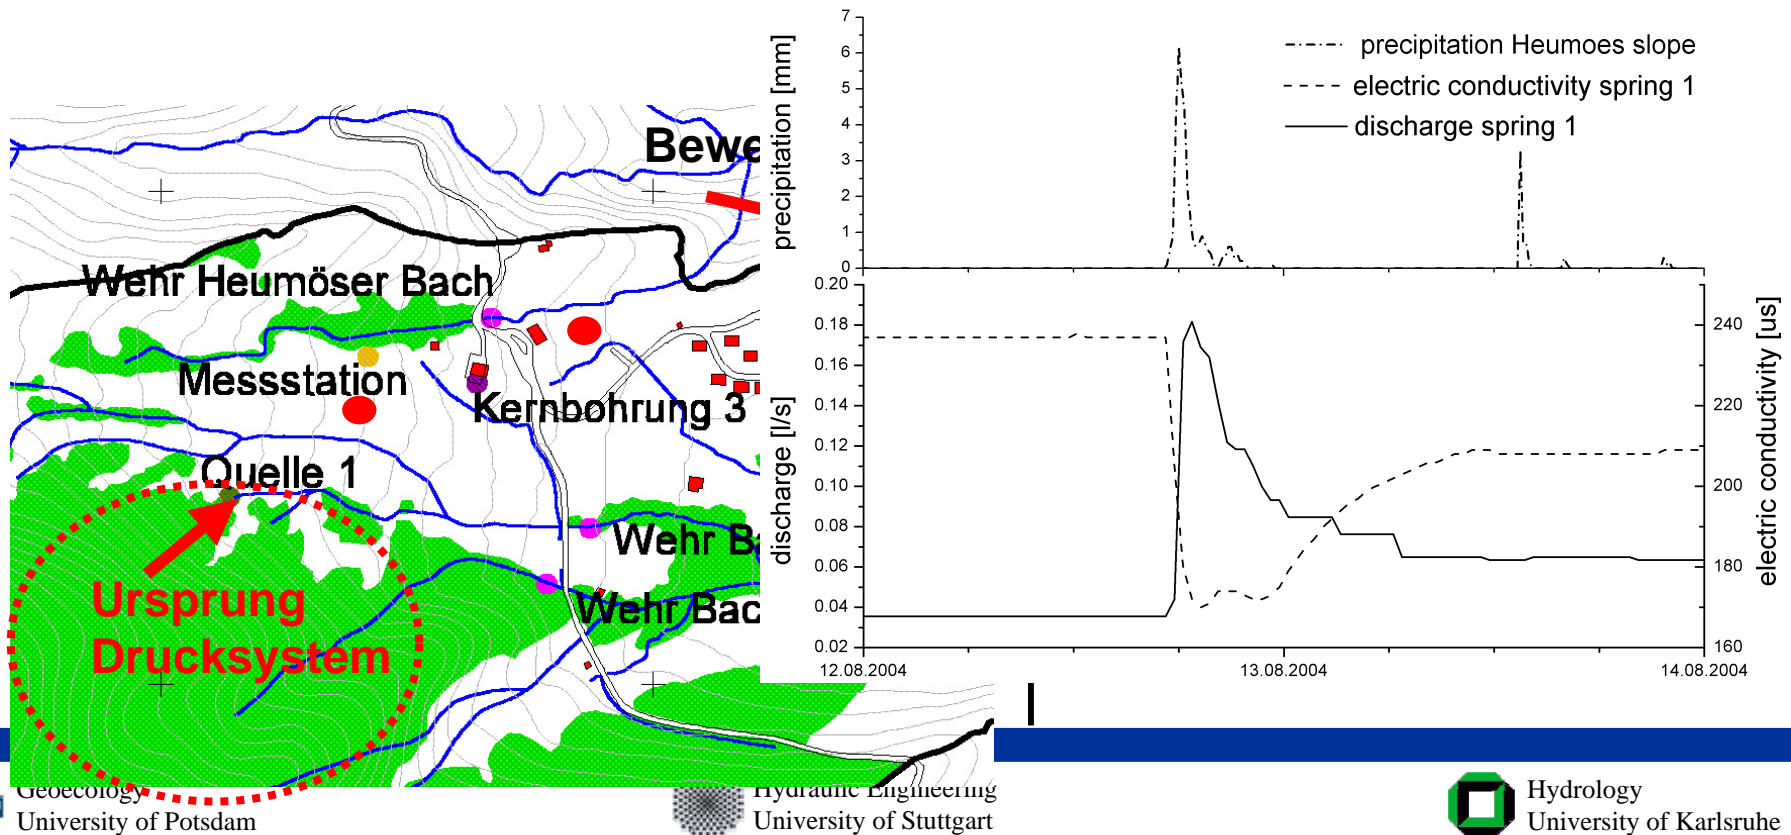 Bewe
Wehr Heumöser Bach
Messstation
Kernbohrung 3
Quelle 1
Wehr Ba
Wehr Bac
Ursprung
Drucksystem
precipitation [mm]
7
6
5
4
3
2
1
0
precipitation Heumoes slope
electric conductivity spring 1
discharge spring 1
discharge [l/s]
0.20
0.18
0.16
0.14
0.12
0.10
0.08
0.06
0.04
0.02
240
220
200
180
160
electric conductivity [us]
12.08.2004 13.08.2004 14.08.2004
Geoecology
University of Potsdam
Hydraulic Engineering
University of Stuttgart
Hydrology
University of Karlsruhe